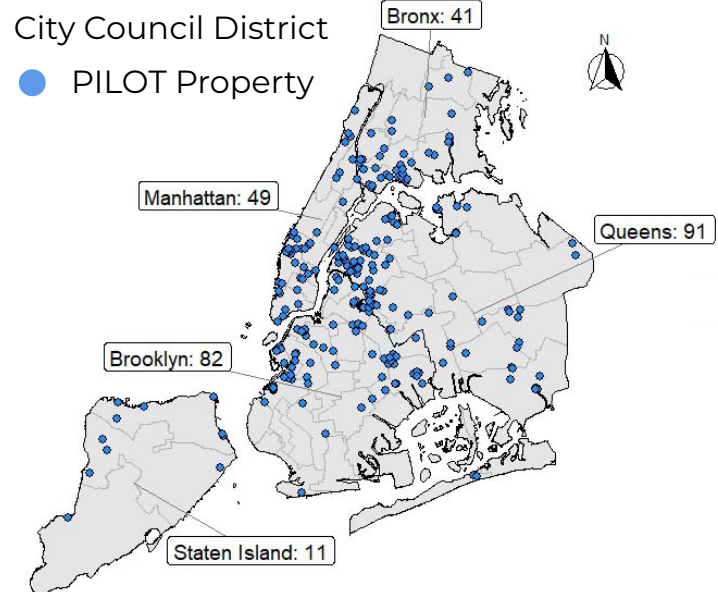 City Council District
PILOT Property
Bronx: 41
N
Manhattan: 49
Queens: 91
Brooklyn: 82
Staten Island: 11